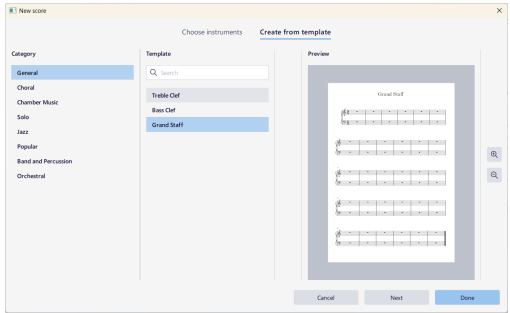 New score
Choose instruments
Create from template
Category
General
Choral
Chamber Music
Solo
Jazz
Popular
Band and Percussion
Orchestral
Template
Search
Treble Clef
Bass Clef
Grand Staff
Preview
Grand Staff
Cancel
Next
Done